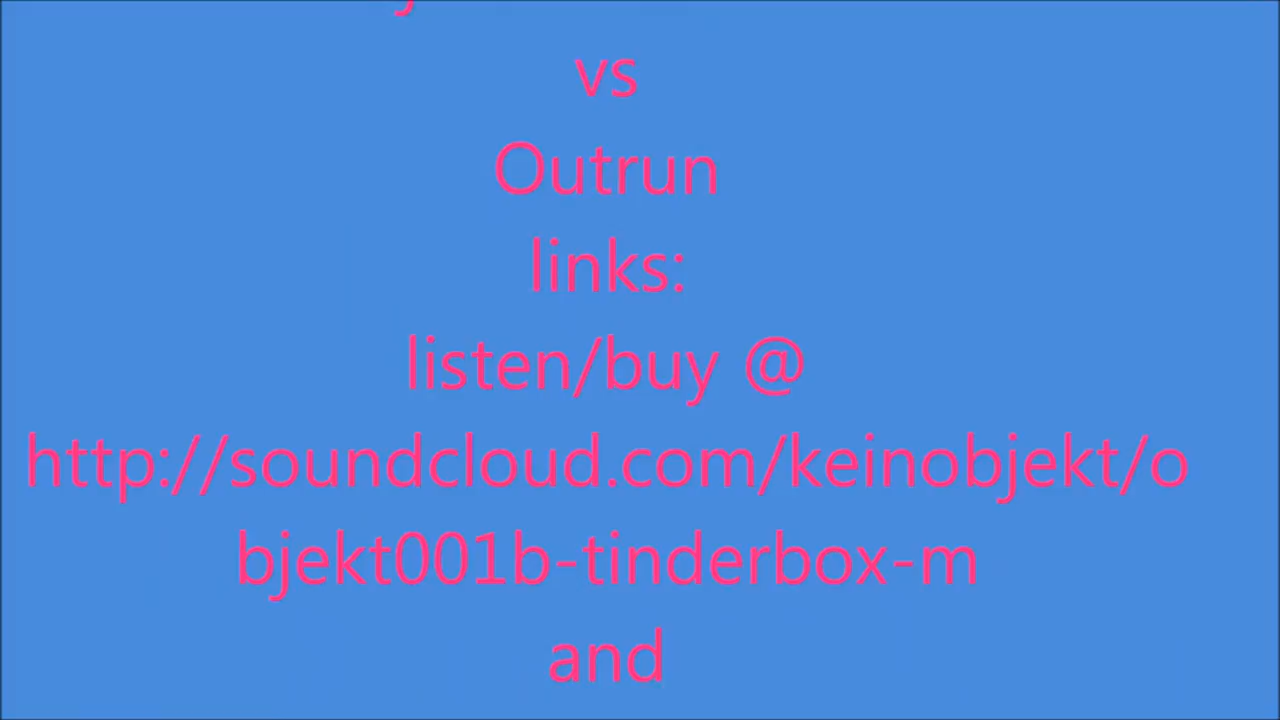 vs
Outrun
links:
listen/buy @
http://soundcloud.com/keinobjekt/o
bjekt001b-tinderbox-m
and